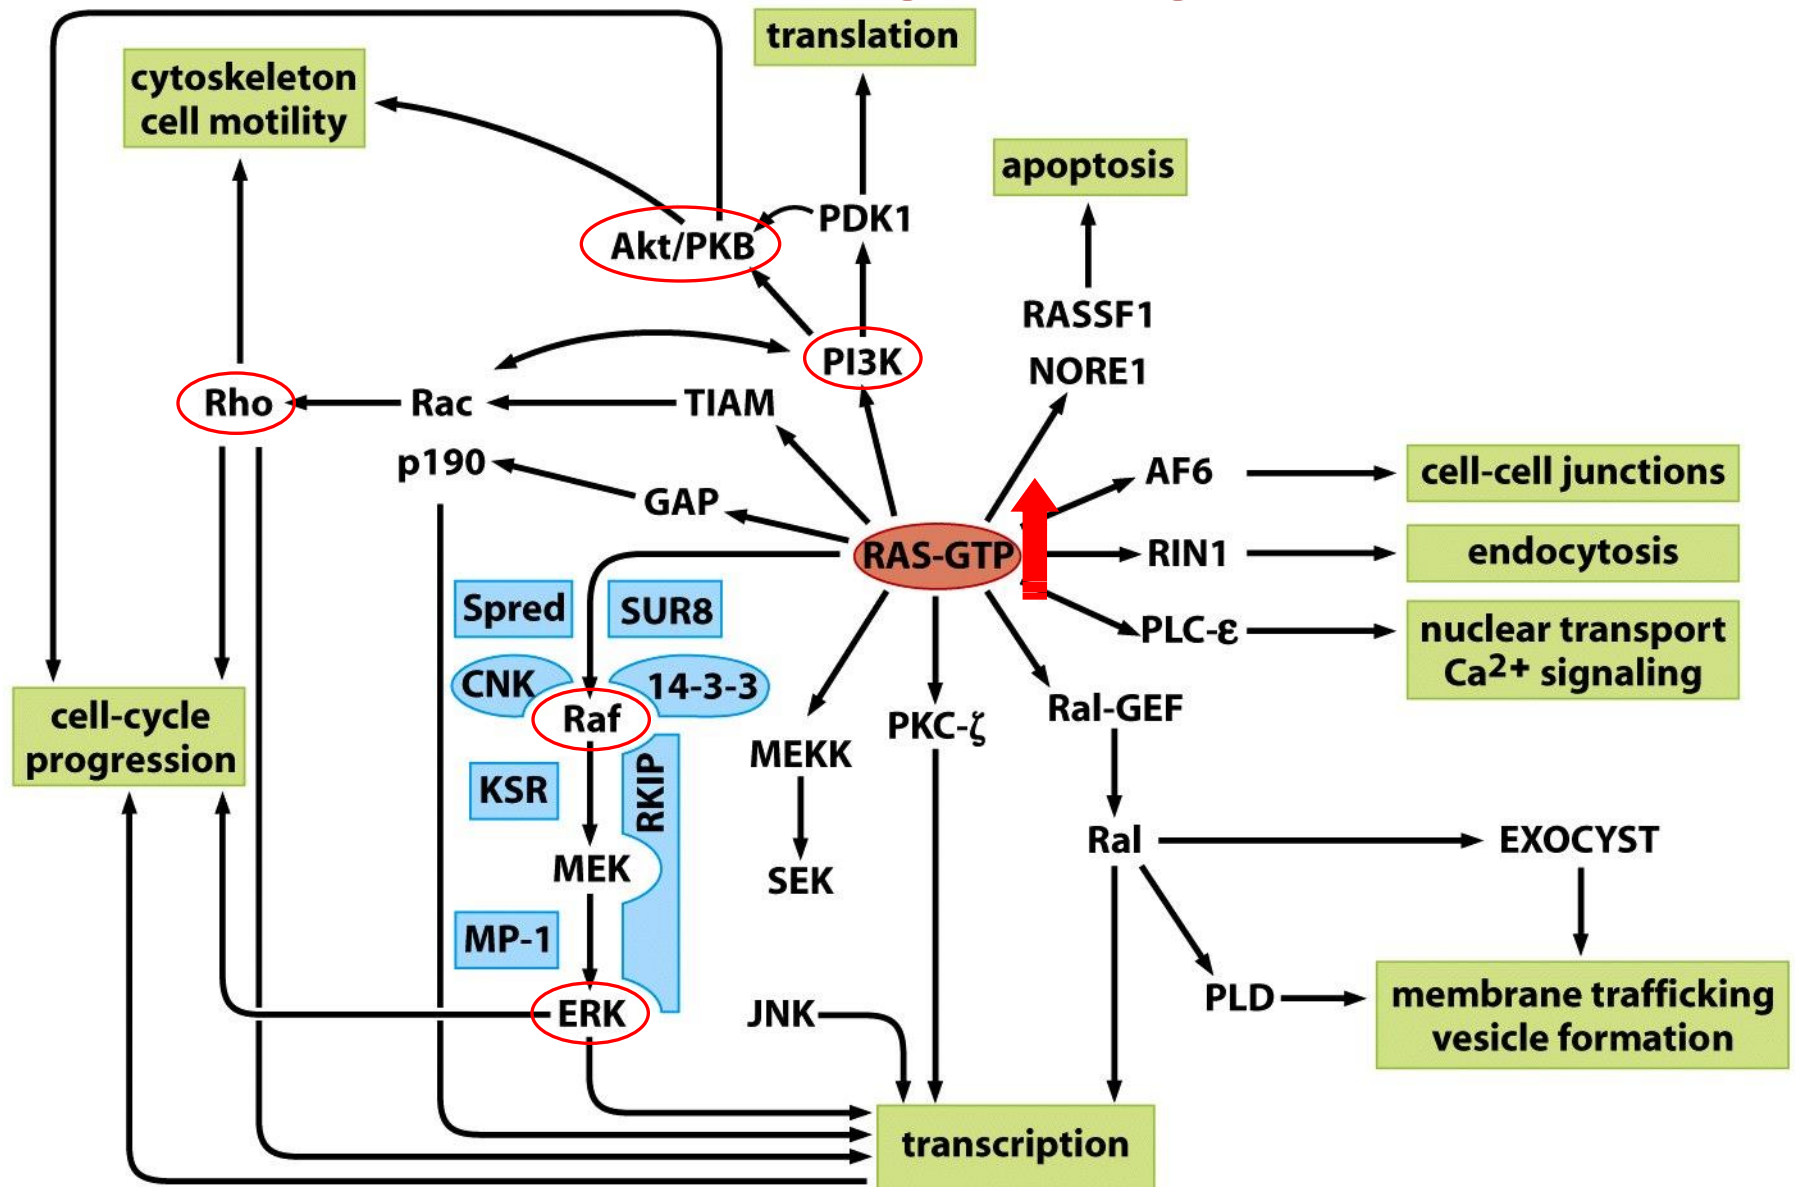 translation
cytoskeleton
cell motility
apoptosis
PDK1
Akt/PKB
RASSF1
NORE1
PI3K
Rho
Rac
TIAM
p190
GAP
AF6
cell-cell junctions
RAS-GTP
RIN1
endocytosis
Spred
SUR8
PLC-ε
nuclear transport
Ca2+ signaling
CNK
14-3-3
Raf
cell-cycle
progression
MEKK
PKC-ζ
Ral-GEF
KSR
RKIP
MEK
SEK
Ral
EXOCYST
MP-1
ERK
JNK
PLD
membrane trafficking
vesicle formation
transcription